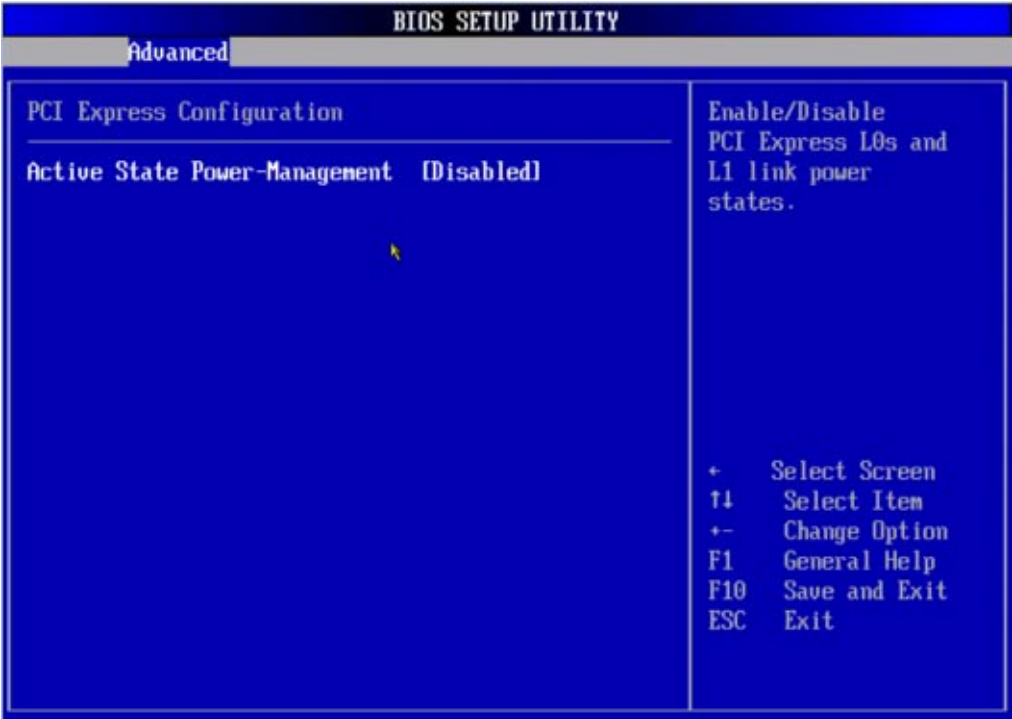 BIOS SETUP UTILITY
Advanced
PCI Express Configuration
Active State Power-Management [Disabled]
Enable/Disable
PCI Express L0s and
L1 link power
states.
← Select Screen
↑↓ Select Item
+- Change Option
F1 General Help
F10 Save and Exit
ESC Exit